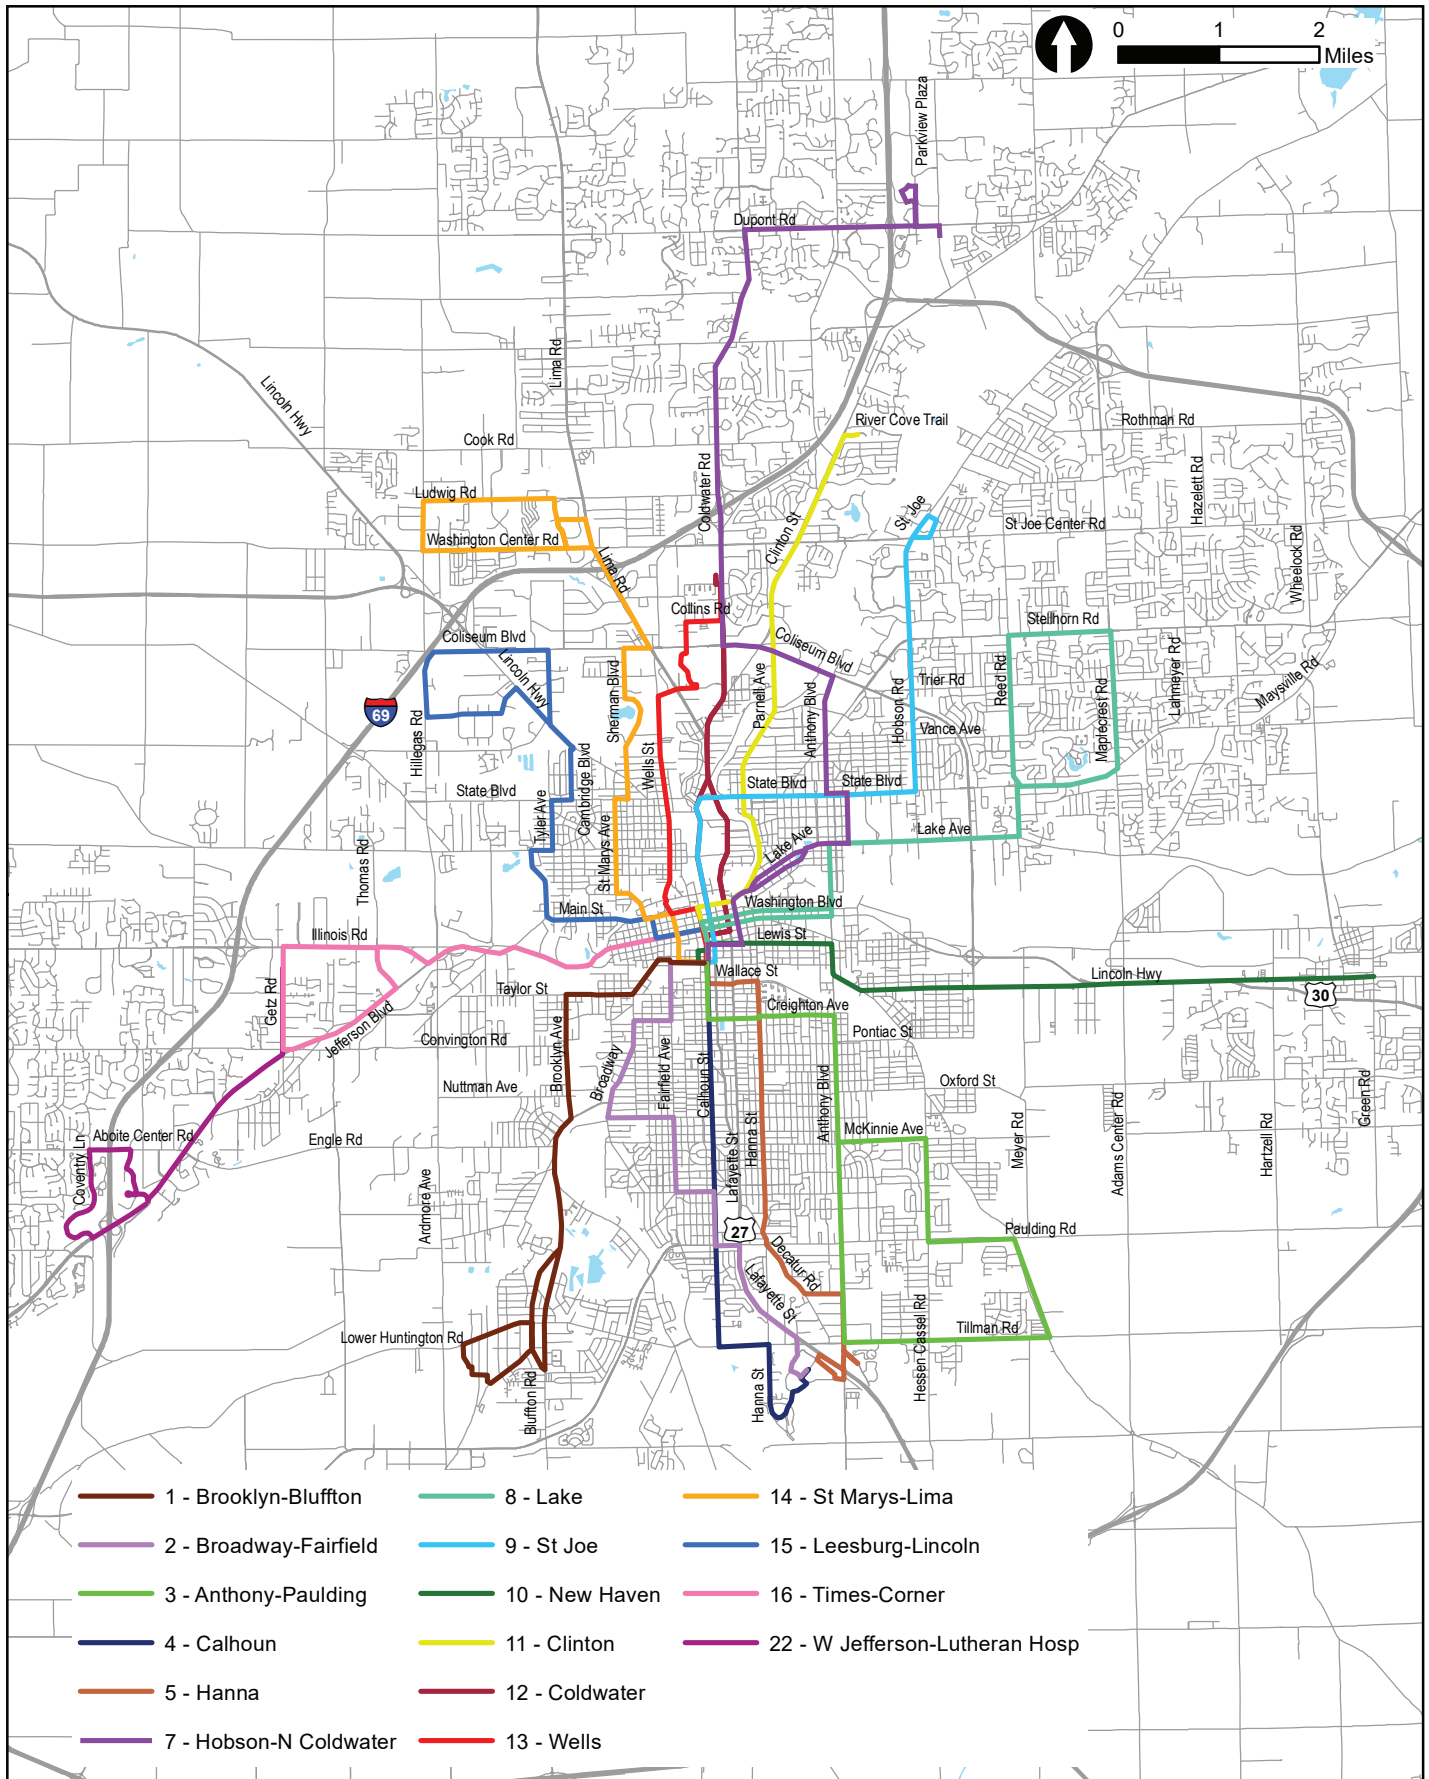 0 1 2
Miles
Parkview Plaza
Dupont Rd
Lima Rd
Lincoln Hwy
River Cove Trail
Rothman Rd
Cook Rd
Coldwater Rd
Hazelett Rd
Ludwig Rd
St Joe
St Joe Center Rd
Clinton St
Washington Center Rd
Lima Rd
Wheelock Rd
Collins Rd
Stellhorn Rd
Coliseum Blvd
Coliseum Blvd
Lincoln Hwy
Sherman Blvd
Parnell Ave
Anthony Blvd
Hobson Rd
Trier Rd
Reed Rd
Maplecrest Rd
Lahmeyer Rd
Maysville Rd
69
Hillegas Rd
Vance Ave
Cambridge Blvd
Wells St
State Blvd
State Blvd
State Blvd
Tyler Ave
St Marys Ave
Lake Ave
Lake Ave
Thomas Rd
Main St
Washington Blvd
Illinois Rd
Lewis St
Wallace St
Lincoln Hwy
30
Getz Rd
Taylor St
Creighton Ave
Jefferson Blvd
Convington Rd
Pontiac St
Brooklyn Ave
Broadway
Fairfield Ave
Calhoun St
Nuttman Ave
Oxford St
Green Rd
Aboite Center Rd
Engle Rd
Hanna St
Anthony Blvd
McKinnie Ave
Meyer Rd
Adams Center Rd
Hartzell Rd
Coventry Ln
Ardmore Ave
Lafayette St
27
Paulding Rd
Decatur Rd
Lafayette St
Lower Huntington Rd
Hessen Cassel Rd
Tillman Rd
Bluffton Rd
Hanna St
1 - Brooklyn-Bluffton
2 - Broadway-Fairfield
3 - Anthony-Paulding
4 - Calhoun
5 - Hanna
7 - Hobson-N Coldwater
8 - Lake
9 - St Joe
10 - New Haven
11 - Clinton
12 - Coldwater
13 - Wells
14 - St Marys-Lima
15 - Leesburg-Lincoln
16 - Times-Corner
22 - W Jefferson-Lutheran Hosp